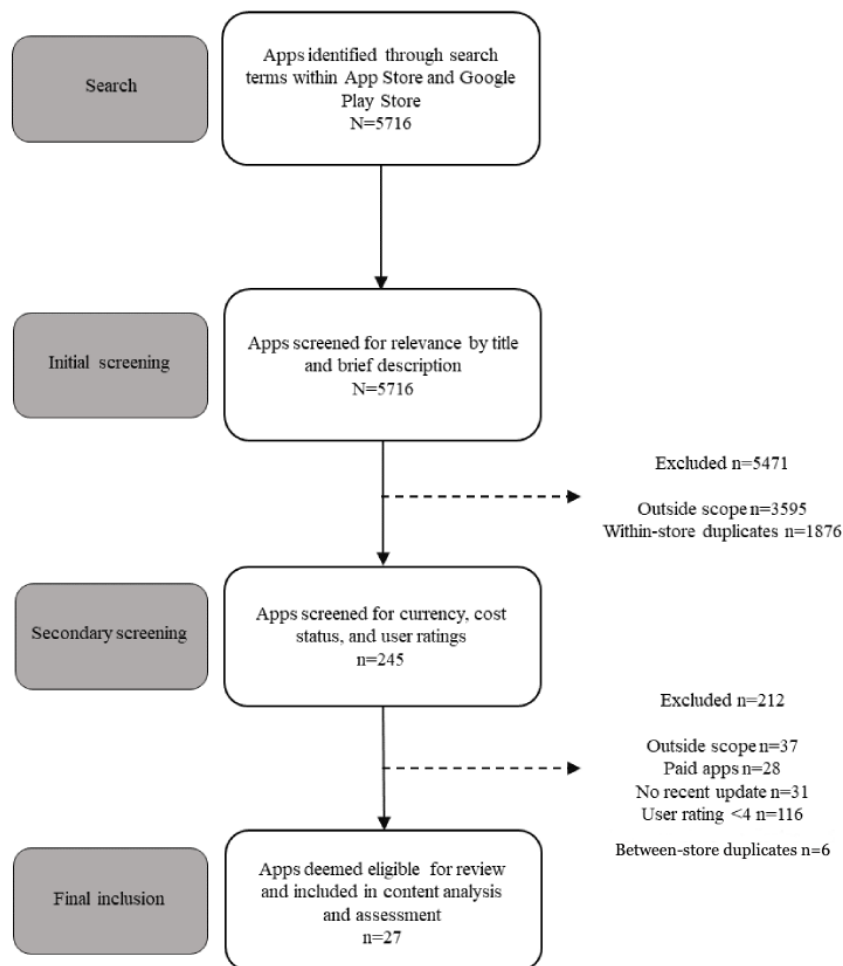 Search
Apps identified through search
terms within App Store and Google
Play Store
N=5716
Initial screening
Apps screened for relevance by title
and brief description
N=5716
Excluded n=5471
Outside scope n=3595
Within-store duplicates n=1876
Secondary screening
Apps screened for currency, cost
status, and user ratings
n=245
Excluded n=212
Outside scope n=37
Paid apps n=28
No recent update n=31
User rating <4 n=116
Between-store duplicates n=6
Final inclusion
Apps deemed eligible for review
and included in content analysis
and assessment
n=27